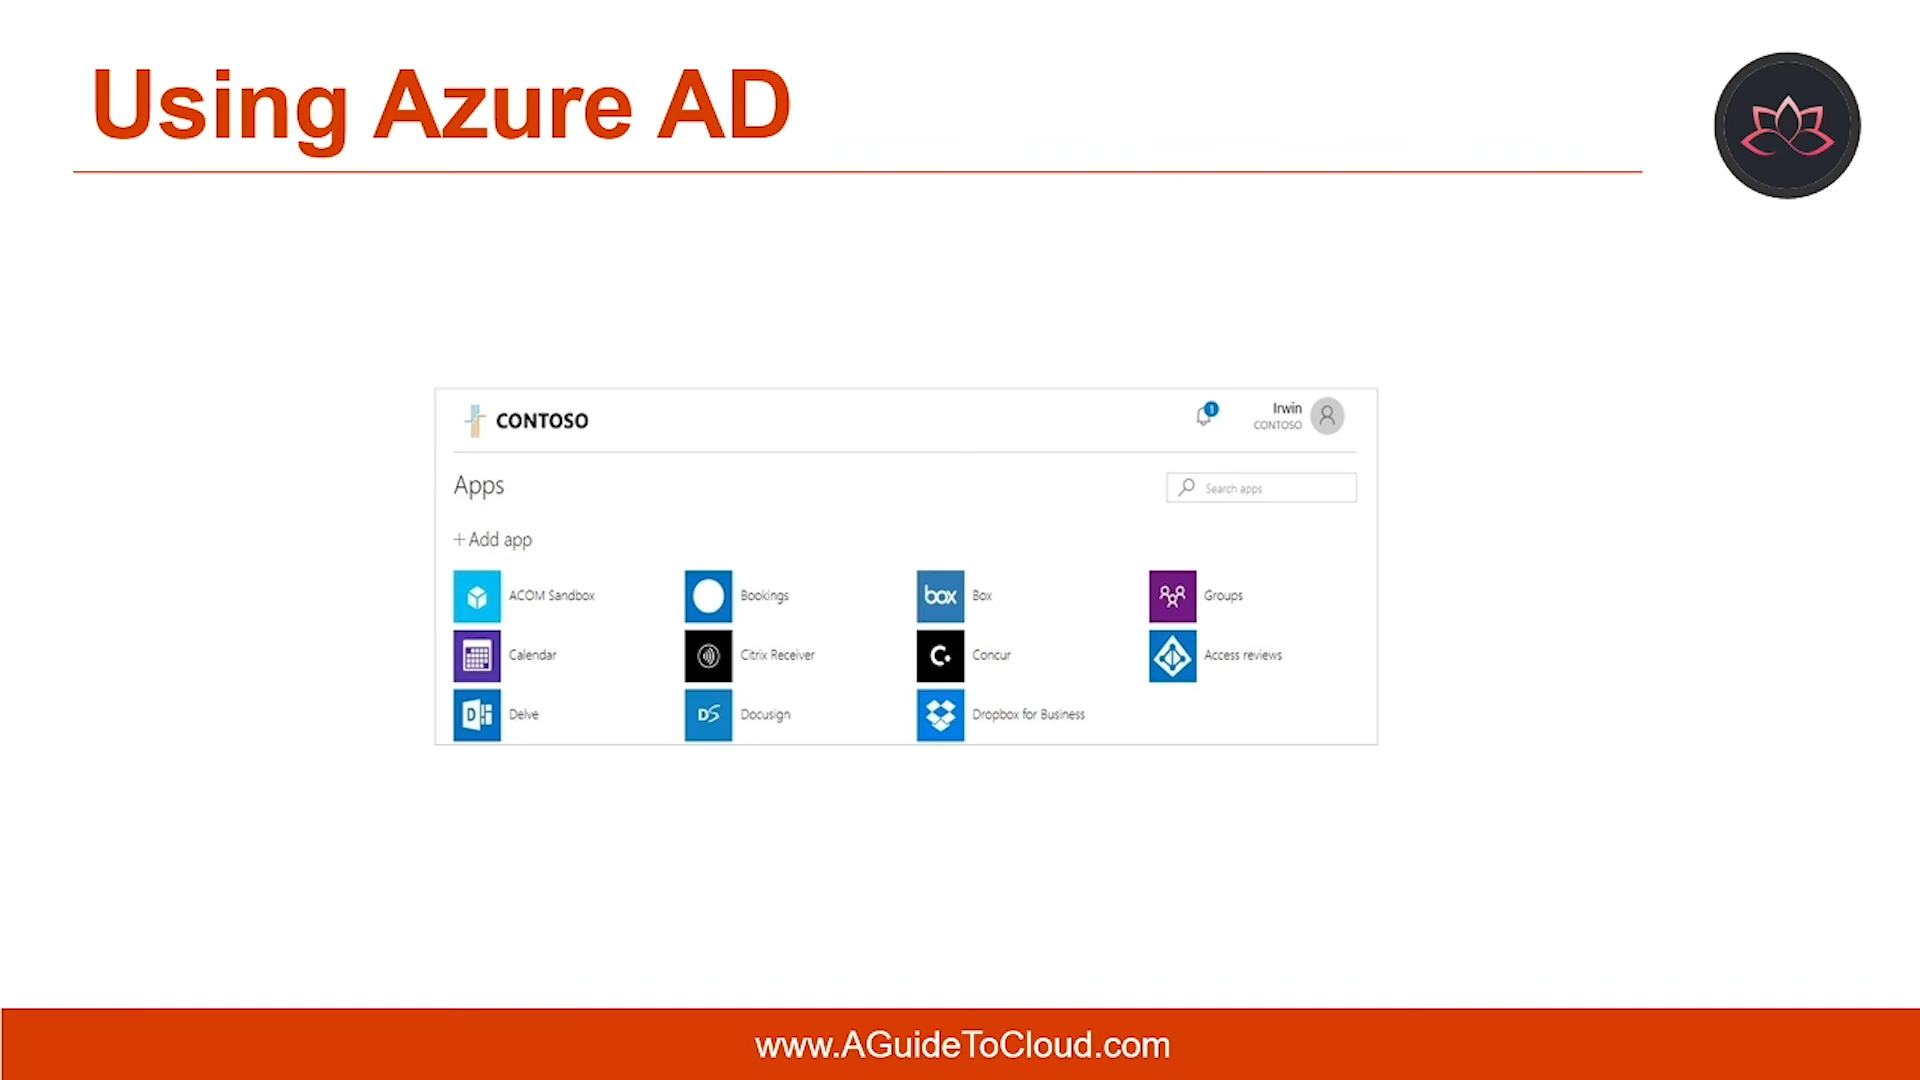 Using Azure AD
CONTOSO
1
Irwin
CONTOSO
Apps
Search apps
+Add app
ACOM Sandbox
Bookings
box
Box
Groups
Calendar
Citrix Receiver
C.
Concur
Access reviews
D
Delve
DS
Docusign
Dropbox for Business
www.AGuideToCloud.com